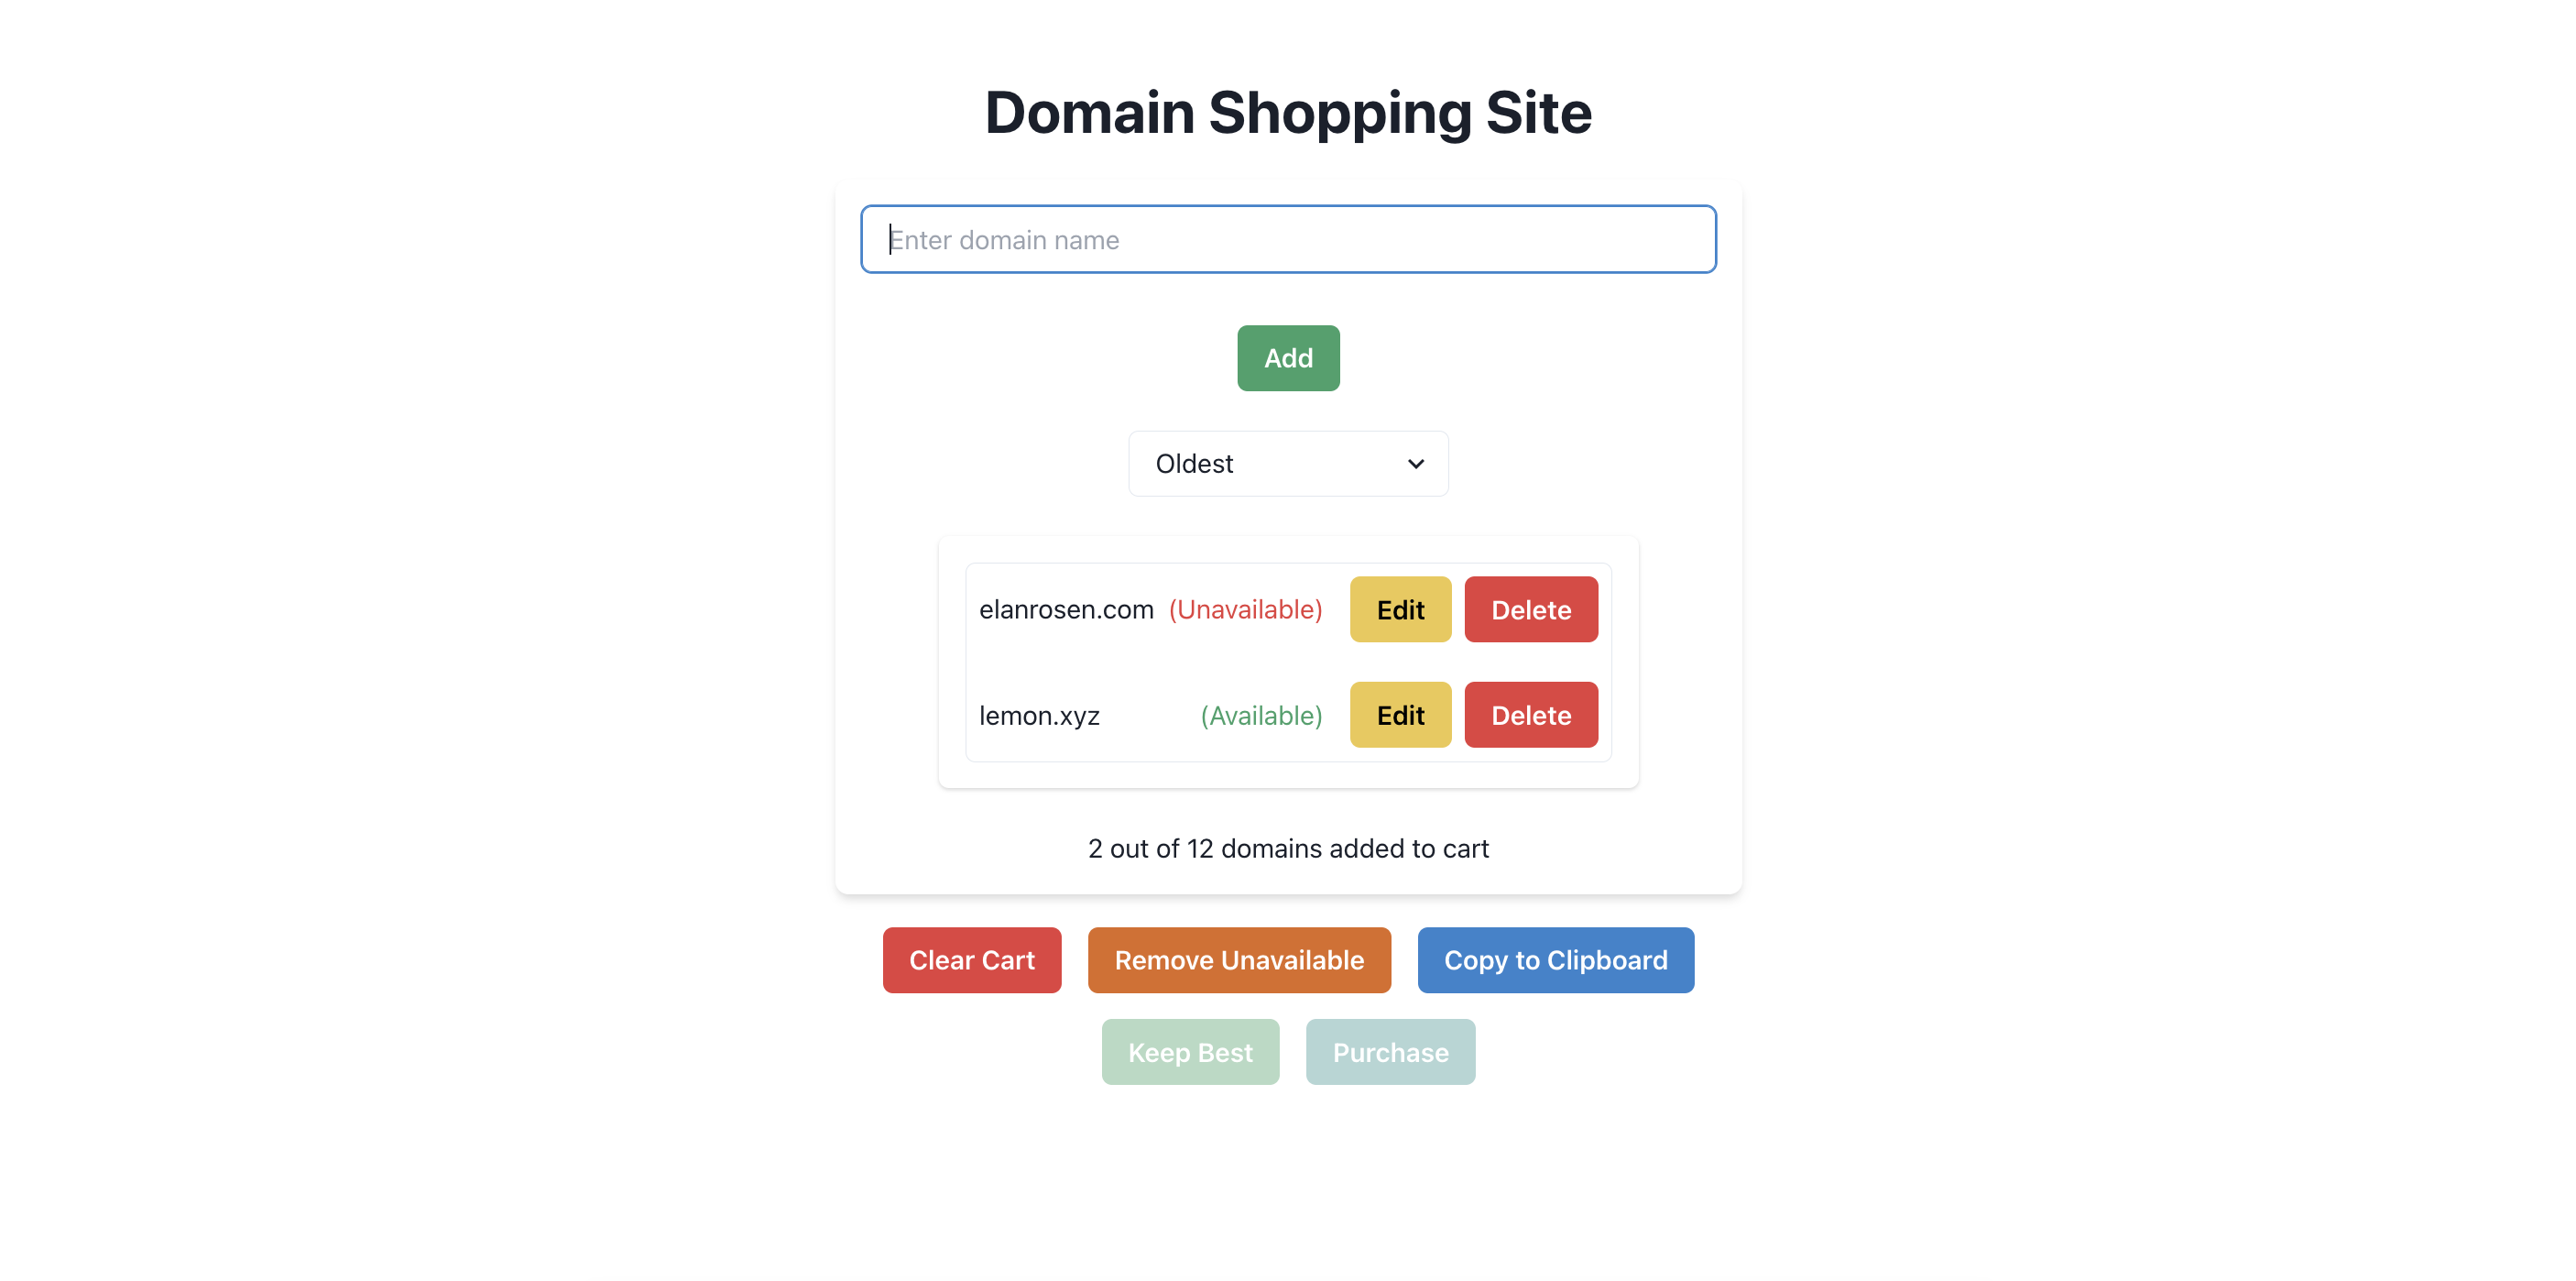 Domain Shopping Site
Enter domain name
Add
Oldest
elanrosen.com (Unavailable) Edit Delete
lemon.xyz (Available) Edit Delete
2 out of 12 domains added to cart
Clear Cart Remove Unavailable Copy to Clipboard
Keep Best Purchase